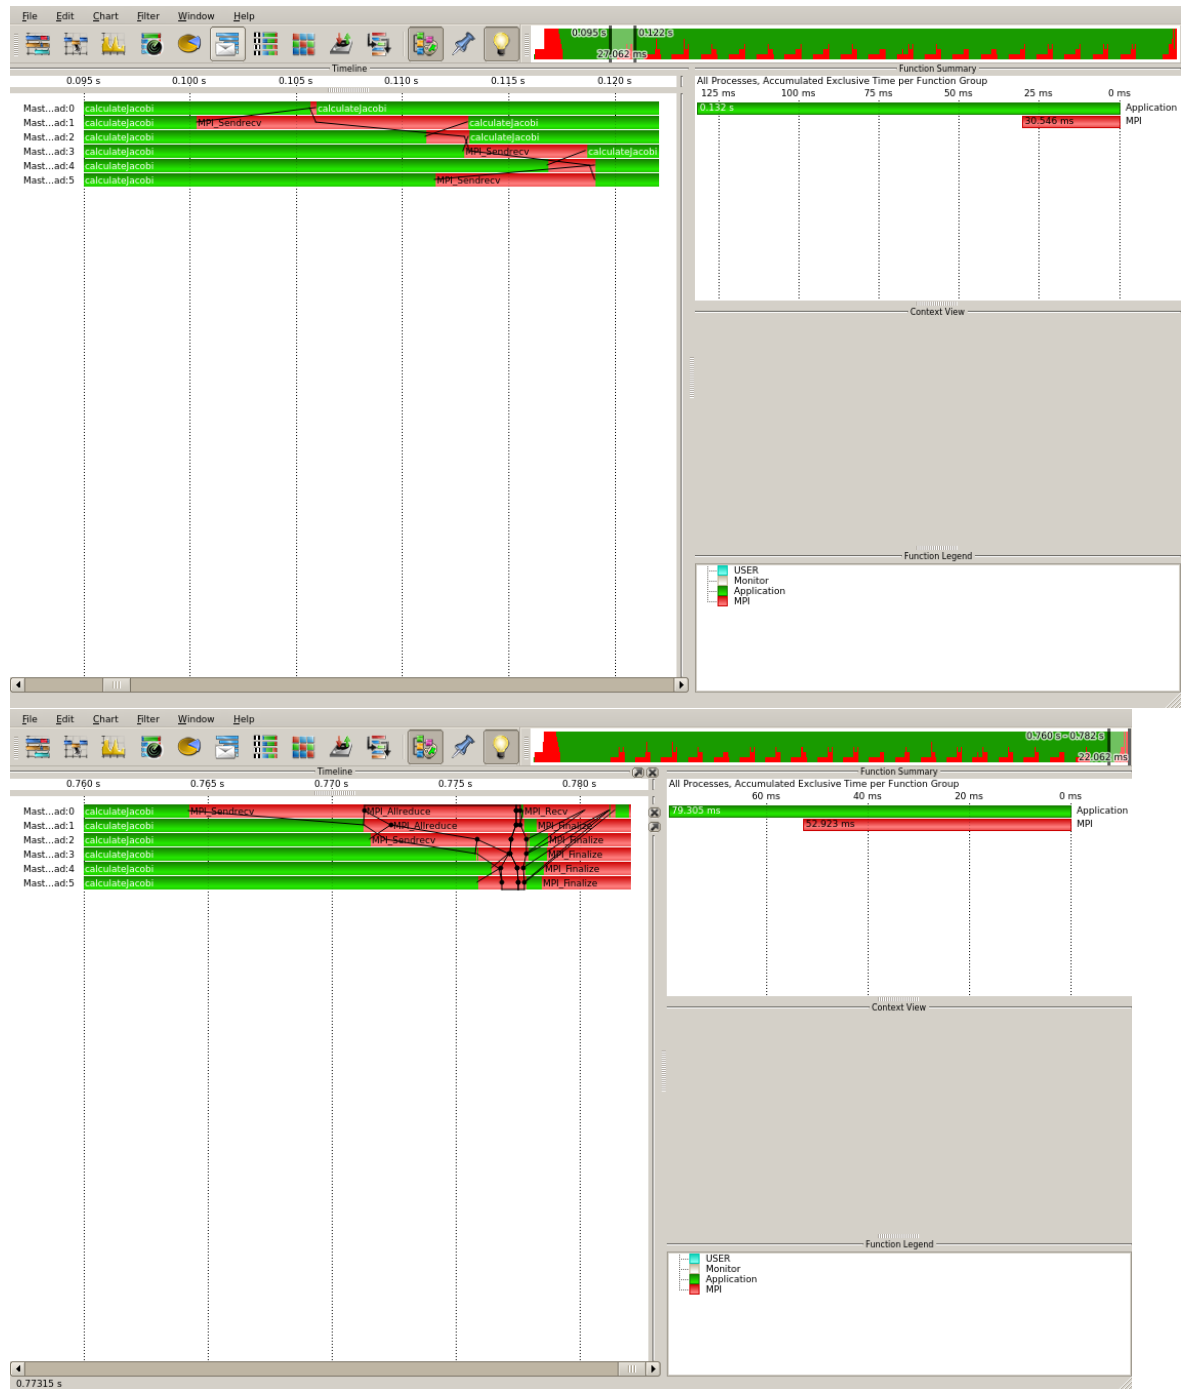 File Edit Chart Filter Window Help
0.095 s 0.122 s
27.062 ms
Timeline
0.095 s 0.100 s 0.105 s 0.110 s 0.115 s 0.120 s
Mast...ad:0 calculateJacobi calculateJacobi
Mast...ad:1 calculateJacobi MPI_Sendrecv calculateJacobi
Mast...ad:2 calculateJacobi calculateJacobi
Mast...ad:3 calculateJacobi MPI_Sendrecv calculateJacobi
Mast...ad:4 calculateJacobi
Mast...ad:5 calculateJacobi MPI_Sendrecv
Function Summary
All Processes, Accumulated Exclusive Time per Function Group
125 ms 100 ms 75 ms 50 ms 25 ms 0 ms
0.132 s Application
30.546 ms MPI
Context View
Function Legend
USER
Monitor
Application
MPI
File Edit Chart Filter Window Help
0.760 s - 0.782 s
22.062 ms
Timeline
0.760 s 0.765 s 0.770 s 0.775 s 0.780 s
Mast...ad:0 calculateJacobi MPI_Sendrecv MPI_Allreduce MPI_Recv
Mast...ad:1 calculateJacobi MPI_Allreduce MPI_Finalize
Mast...ad:2 calculateJacobi MPI_Sendrecv MPI_Finalize
Mast...ad:3 calculateJacobi MPI_Finalize
Mast...ad:4 calculateJacobi MPI_Finalize
Mast...ad:5 calculateJacobi MPI_Finalize
Function Summary
All Processes, Accumulated Exclusive Time per Function Group
60 ms 40 ms 20 ms 0 ms
79.305 ms Application
52.923 ms MPI
Context View
Function Legend
USER
Monitor
Application
MPI
0.77315 s